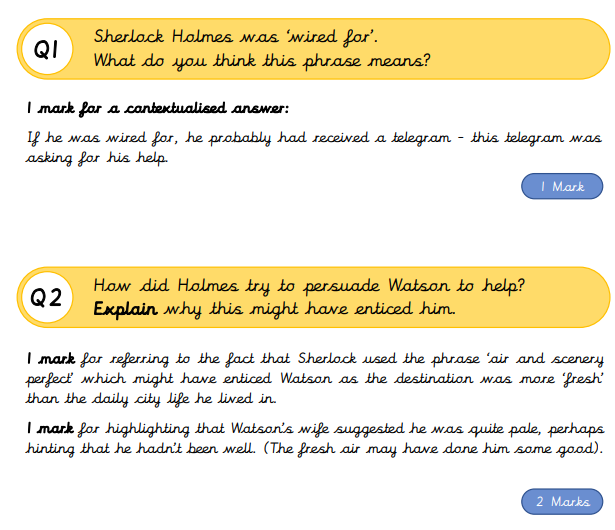 Q1
Sherlock Holmes was ‘wired for’.
What do you think this phrase means?
1 mark for a contextualised answer:
If he was wired for, he probably had received a telegram – this telegram was
asking for his help.
1 Mark
Q2
How did Holmes try to persuade Watson to help?
Explain why this might have enticed him.
1 mark for referring to the fact that Sherlock used the phrase ‘air and scenery
perfect’ which might have enticed Watson as the destination was more ‘fresh’
than the daily city life he lived in.
1 mark for highlighting that Watson’s wife suggested he was quite pale, perhaps
hinting that he hadn’t been well. (The fresh air may have done him some good).
2 Marks